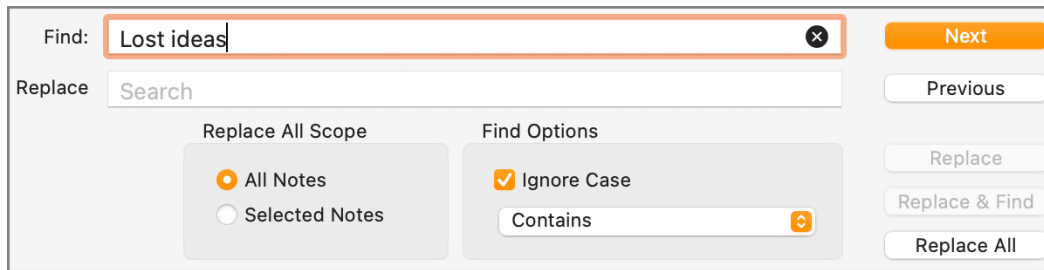 Find: Lost ideas Next
Replace Search Previous
Replace All Scope Find Options
All Notes Ignore Case Replace
Selected Notes Contains Replace & Find
Replace All